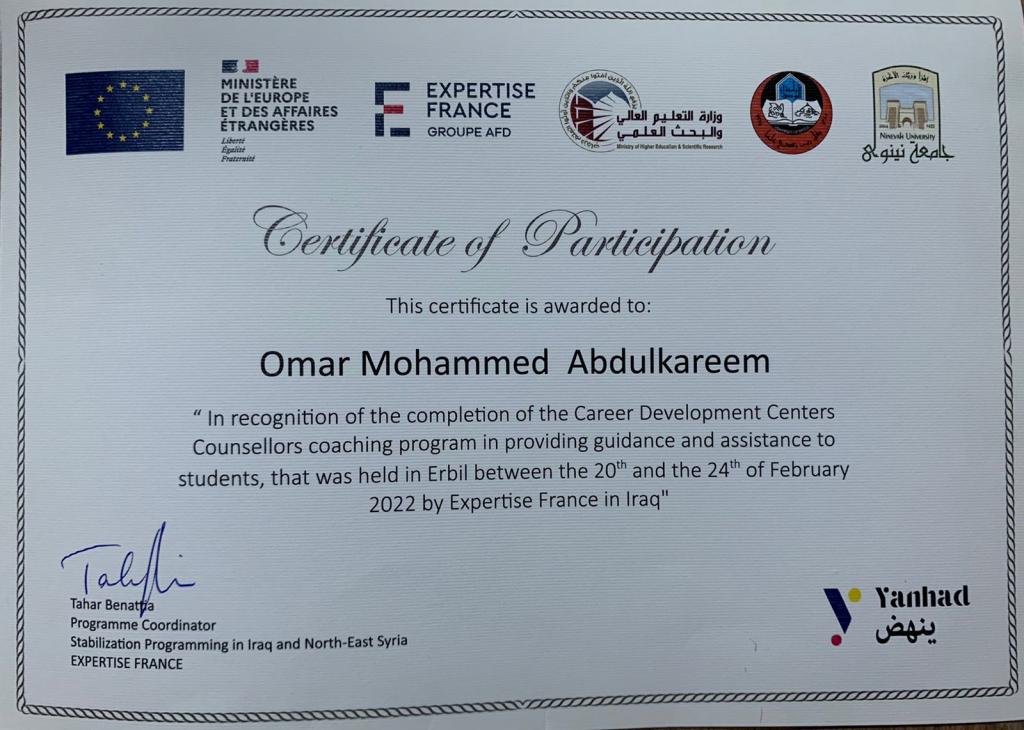 MINISTÈRE
DE L'EUROPE
ET DES AFFAIRES
ÉTRANGÈRES
Liberté
Égalité
Fraternité
EXPERTISE
FRANCE
GROUPE AFD
وزارة التعليم العالي
والبحث العلمي
Ministry of Higher Education & Scientific Research
NINEVAH UNIVERSITY
جامعة نينوى
Certificate of Participation
This certificate is awarded to:
Omar Mohammed Abdulkareem
“ In recognition of the completion of the Career Development Centers
Counsellors coaching program in providing guidance and assistance to
students, that was held in Erbil between the 20th and the 24th of February
2022 by Expertise France in Iraq"
Tahar Benattia
Programme Coordinator
Stabilization Programming in Iraq and North-East Syria
EXPERTISE FRANCE
Yanhad
ينهض